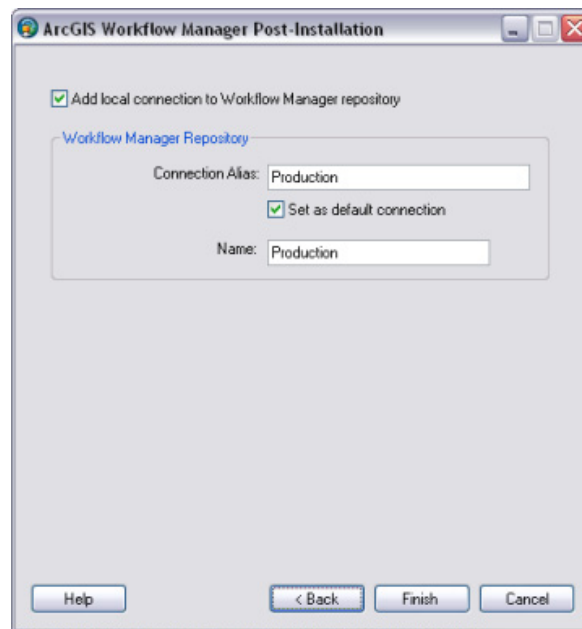 ArcGIS Workflow Manager Post-Installation
Add local connection to Workflow Manager repository
Workflow Manager Repository
Connection Alias: Production
Set as default connection
Name: Production
Help < Back Finish Cancel